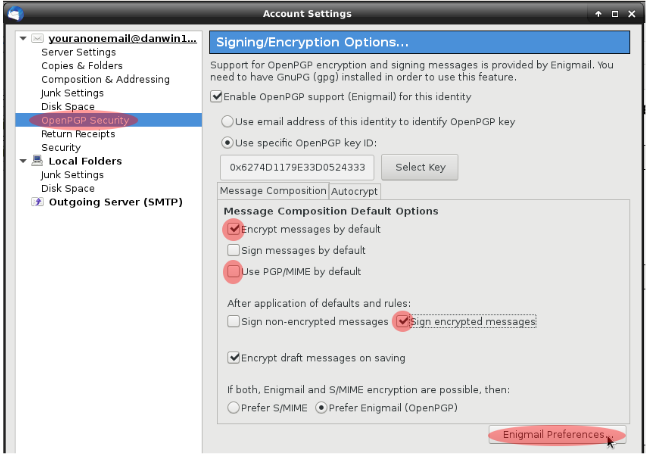 Account Settings
youranonemail@danwin1...
Server Settings
Copies & Folders
Composition & Addressing
Junk Settings
Disk Space
OpenPGP Security
Return Receipts
Security
Local Folders
Junk Settings
Disk Space
Outgoing Server (SMTP)
Signing/Encryption Options...
Support for OpenPGP encryption and signing messages is provided by Enigmail. You
need to have GnuPG (gpg) installed in order to use this feature.
Enable OpenPGP support (Enigmail) for this identity
Use email address of this identity to identify OpenPGP key
Use specific OpenPGP key ID:
0x6274D1179E33D0524333 Select Key
Message Composition Autocrypt
Message Composition Default Options
Encrypt messages by default
Sign messages by default
Use PGP/MIME by default
After application of defaults and rules:
Sign non-encrypted messages Sign encrypted messages
Encrypt draft messages on saving
If both, Enigmail and S/MIME encryption are possible, then:
Prefer S/MIME Prefer Enigmail (OpenPGP)
Enigmail Preferences...